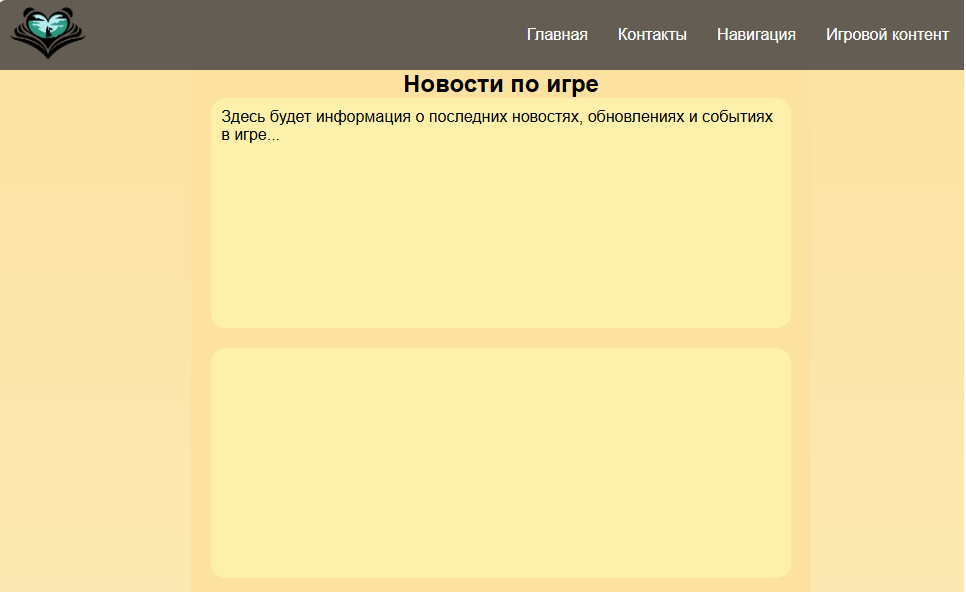 Главная Контакты Навигация Игровой контент
Новости по игре
Здесь будет информация о последних новостях, обновлениях и событиях
в игре...